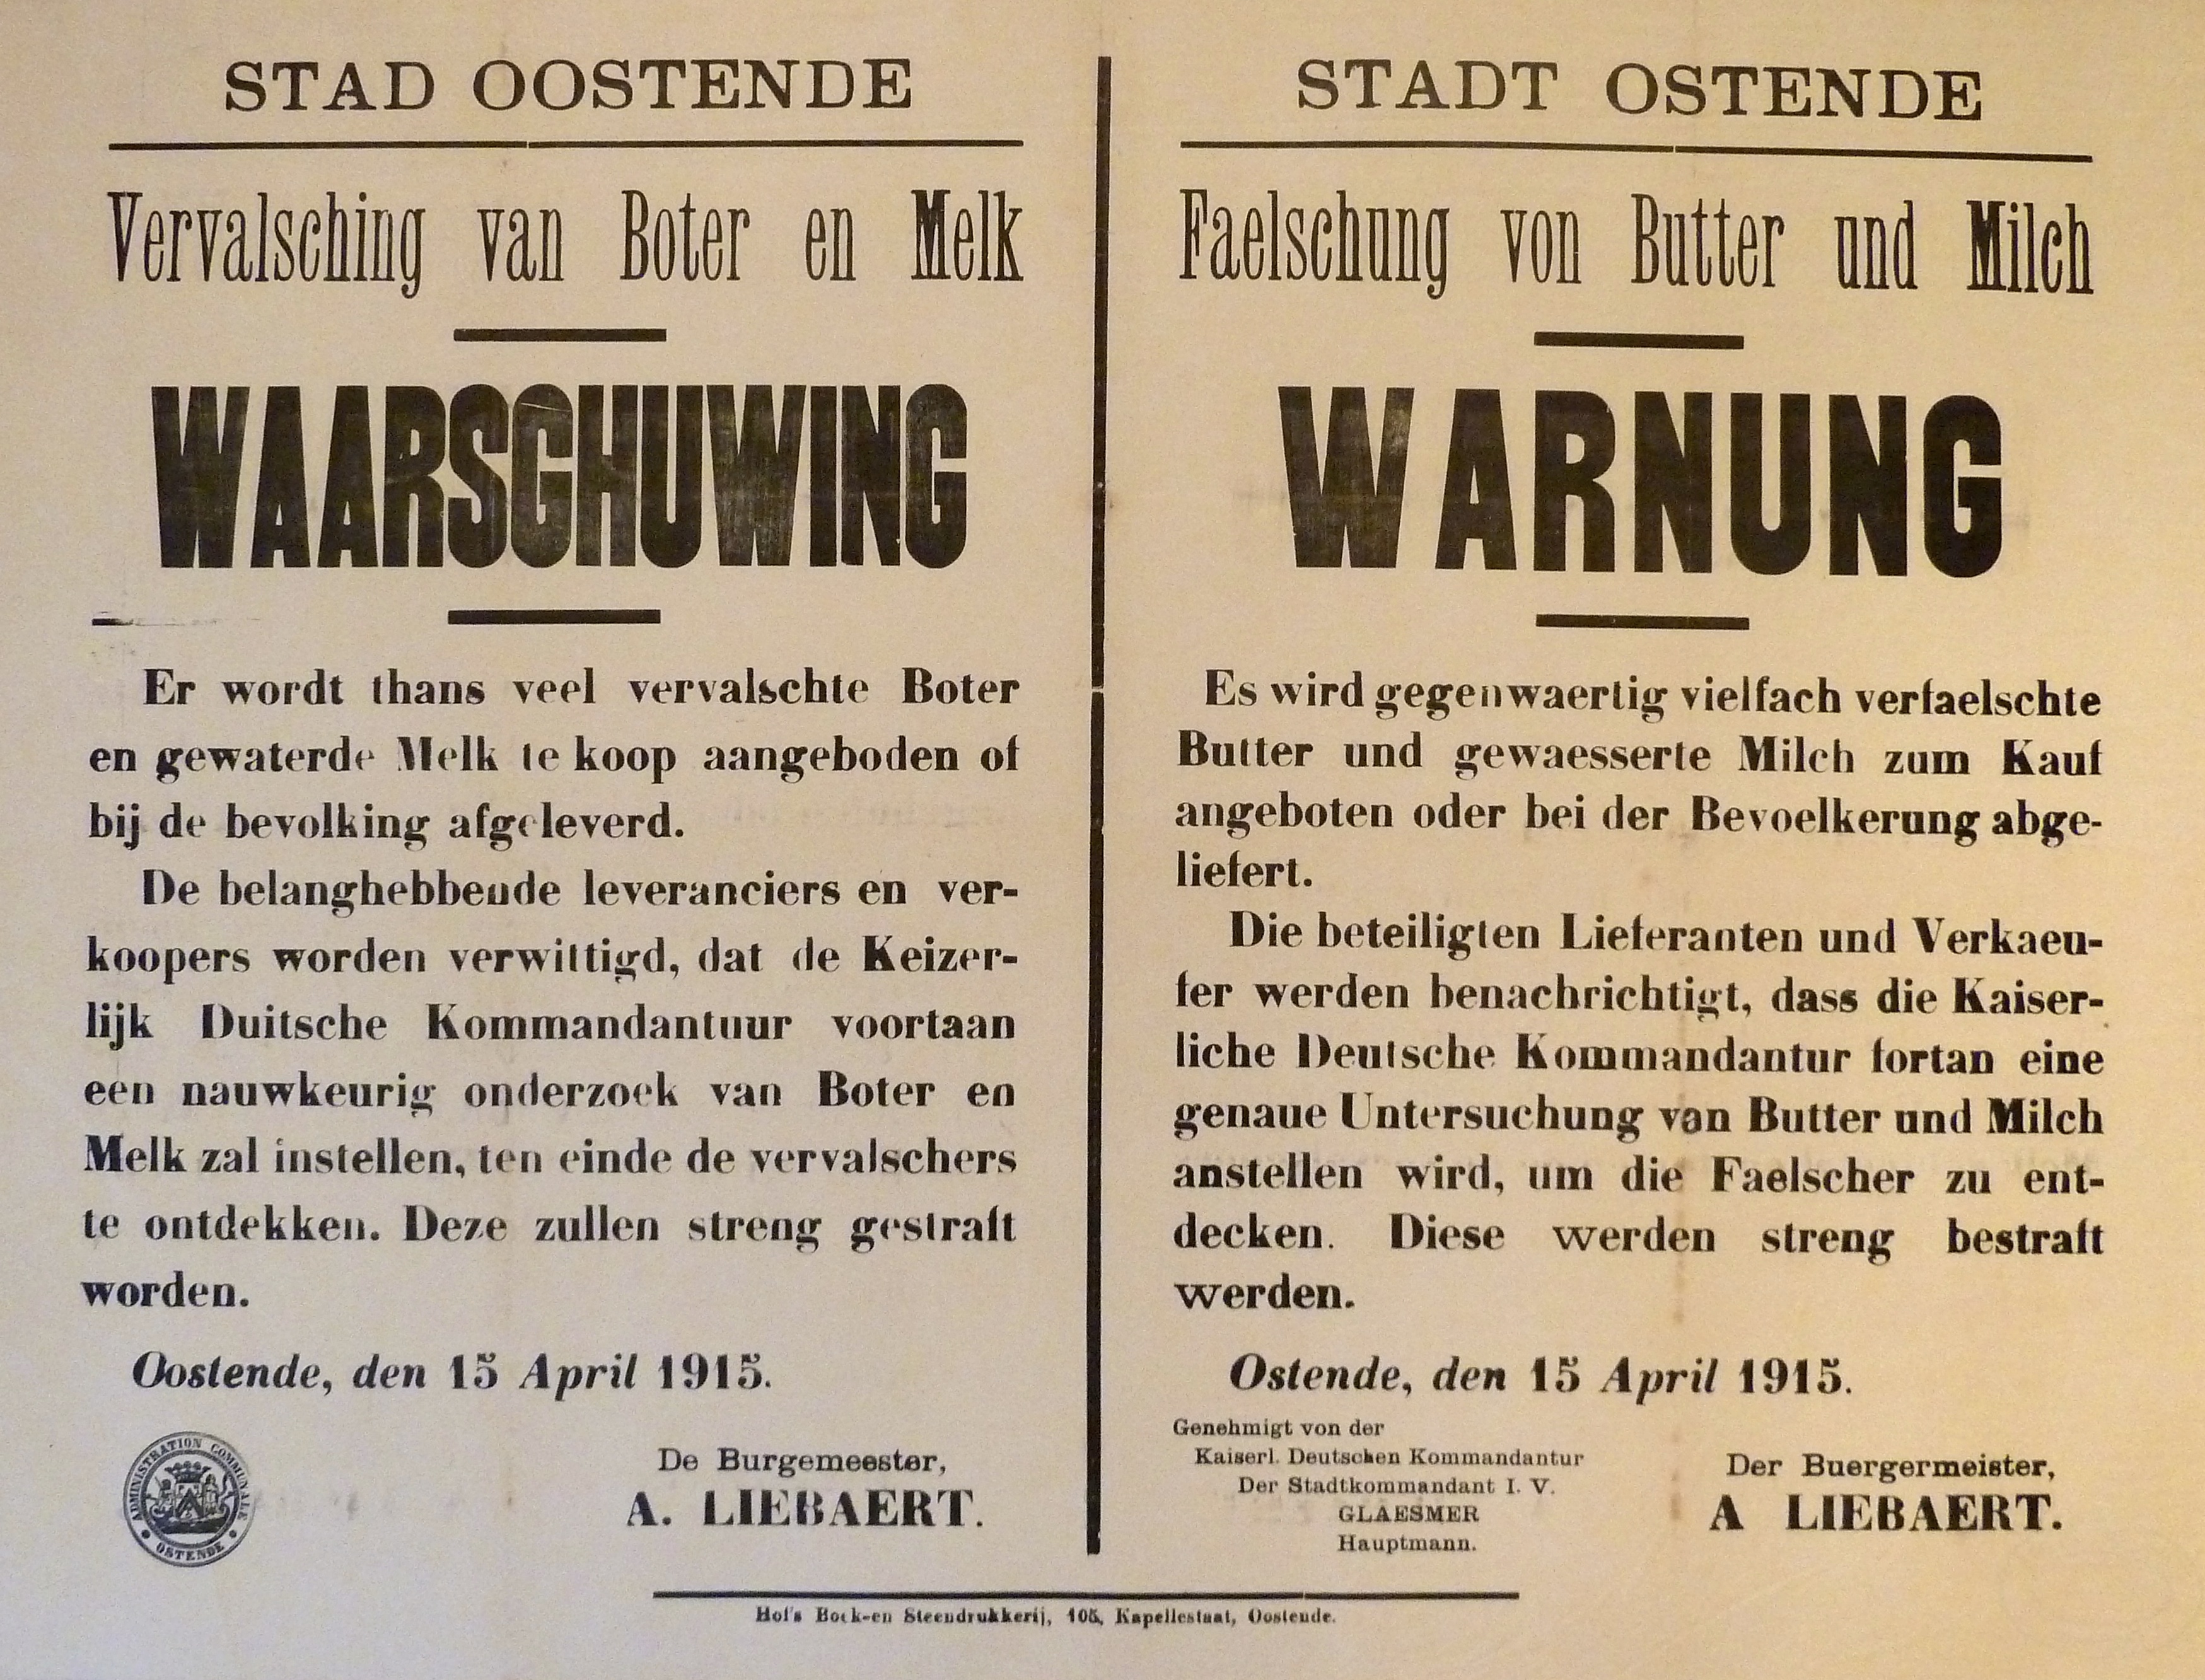 STAD OOSTENDE
Vervalsching van Boter en Melk
WAARSCHUWING
Er wordt thans veel vervalschte Boter
en gewaterde Melk te koop aangeboden of
bij de bevolking afgeleverd.
De belanghebbende leveranciers en ver-
koopers worden verwittigd, dat de Keizer-
lijk Duitsche Kommandantuur voortaan
een nauwkeurig onderzoek van Boter en
Melk zal instellen, ten einde de vervalschers
te ontdekken. Deze zullen streng gestraft
worden.
Oostende, den 15 April 1915.
ADMINISTRATION COMMUNALE
OSTENDE
De Burgemeester,
A. LIEBAERT.
STADT OSTENDE
Faelschung von Butter und Milch
WARNUNG
Es wird gegenwaertig vielfach verfaelschte
Butter und gewaesserte Milch zum Kauf
angeboten oder bei der Bevoelkerung abge-
liefert.
Die beteiligten Lieferanten und Verkaeu-
fer werden benachrichtigt, dass die Kaiser-
liche Deutsche Kommandantur fortan eine
genaue Untersuchung von Butter und Milch
anstellen wird, um die Faelscher zu ent-
decken. Diese werden streng bestraft
werden.
Ostende, den 15 April 1915.
Genehmigt von der
Kaiserl. Deutschen Kommandantur
Der Stadtkommandant I. V.
GLAESMER
Hauptmann.
Der Buergermeister,
A LIEBAERT.
Hof's Boek-en Steendrukkerij, 105, Kapellestaat, Oostende.